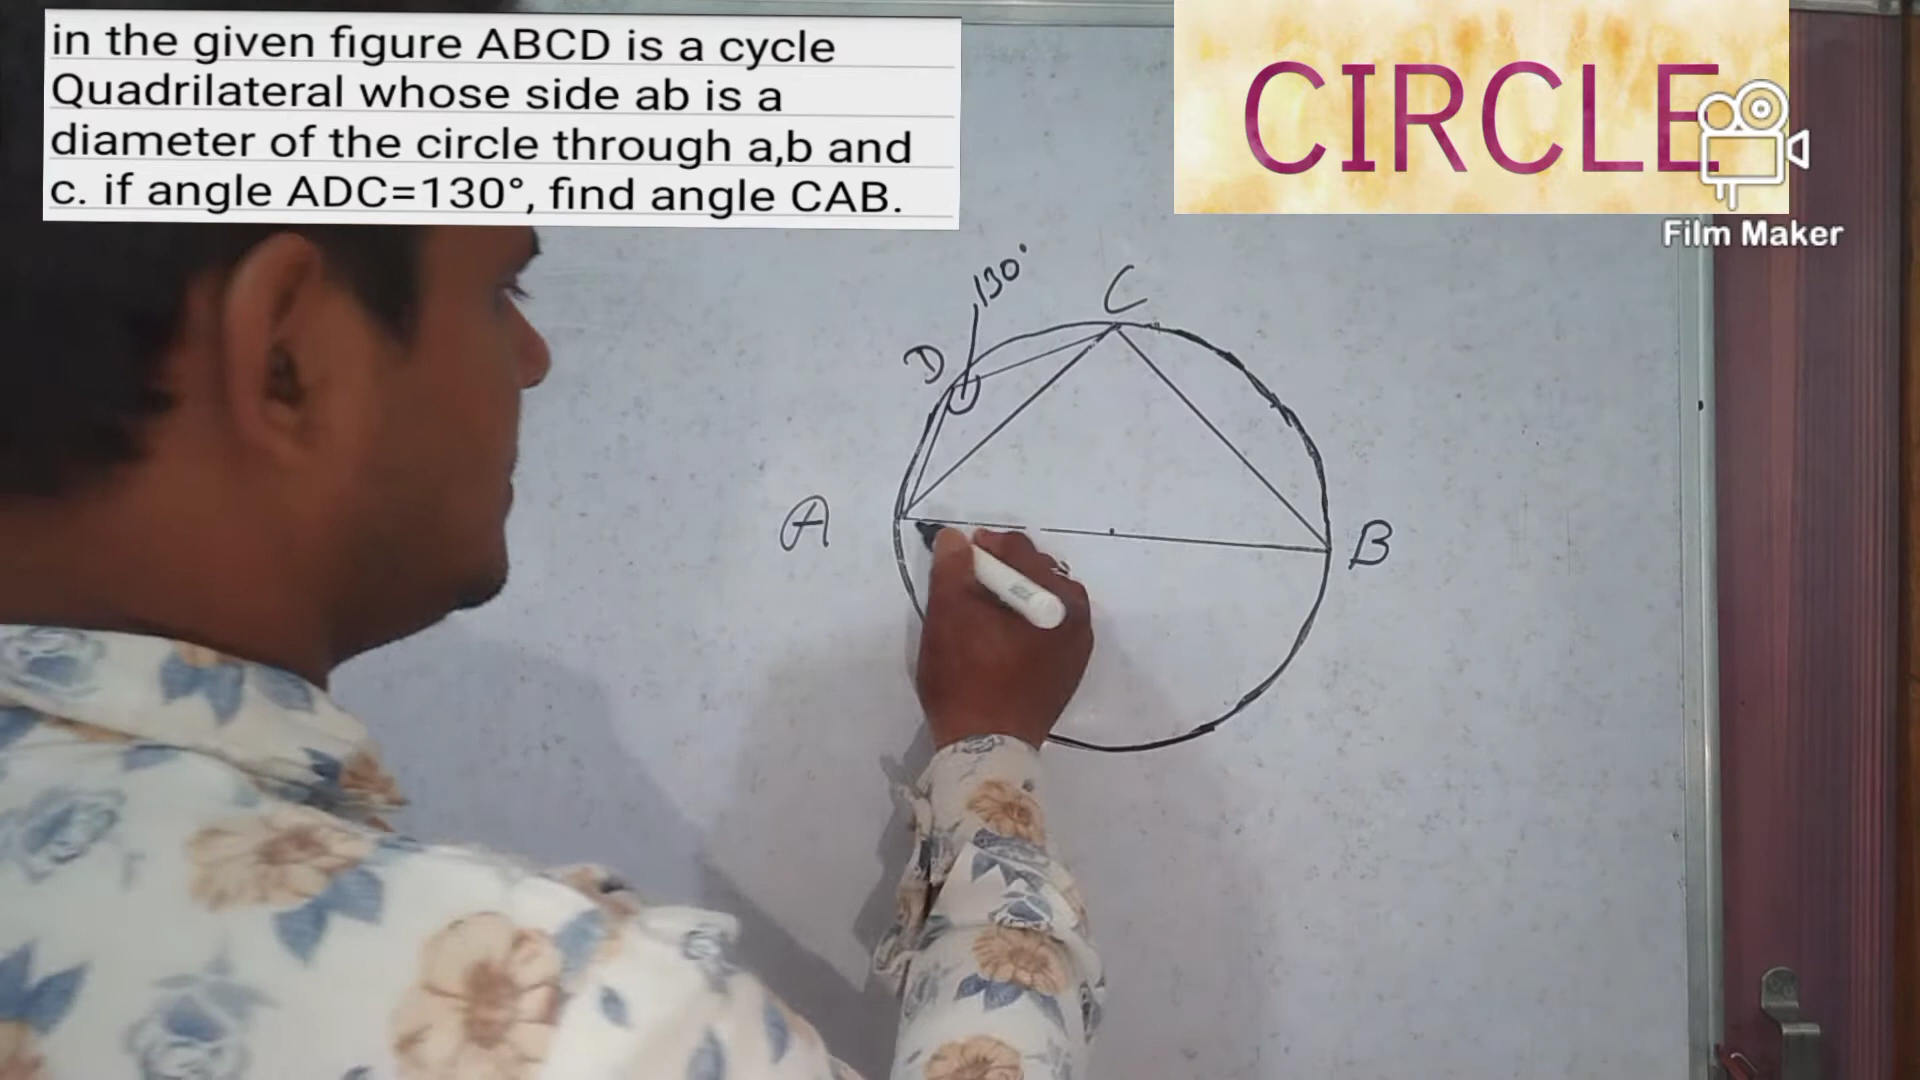 in the given figure ABCD is a cycle
Quadrilateral whose side ab is a
diameter of the circle through a,b and
c. if angle ADC=130°, find angle CAB.
CIRCLE
Film Maker
130°
C
D
A
B